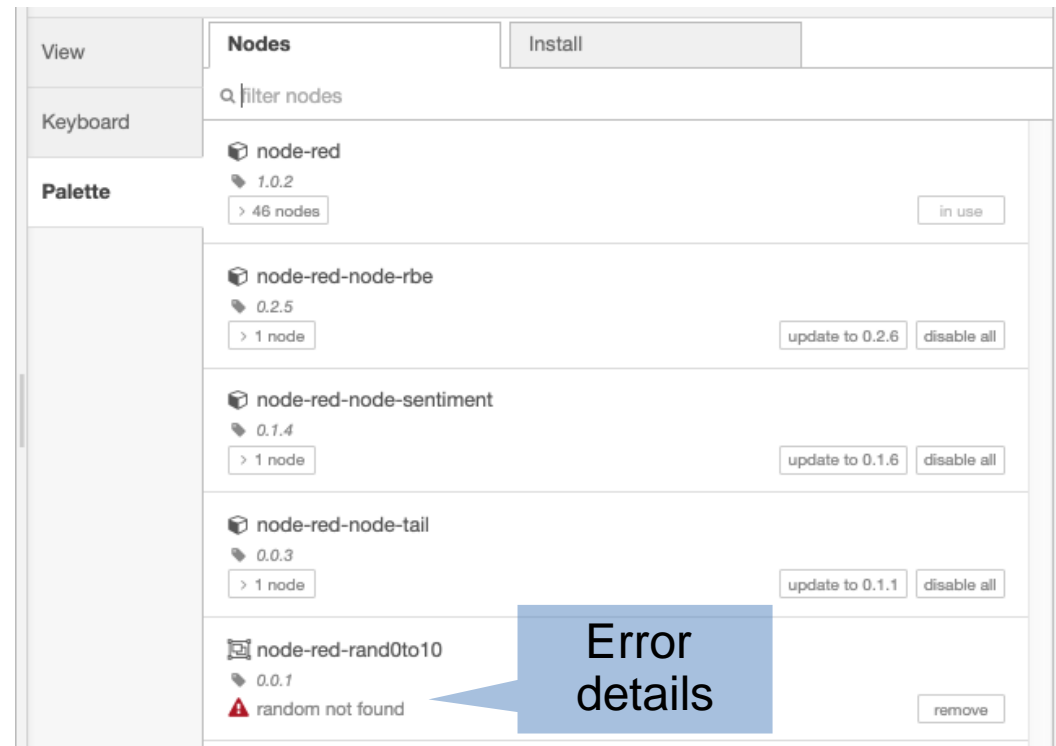 View
Keyboard
Palette
Nodes
Install
filter nodes
node-red
1.0.2
> 46 nodes
in use
node-red-node-rbe
0.2.5
> 1 node
update to 0.2.6
disable all
node-red-node-sentiment
0.1.4
> 1 node
update to 0.1.6
disable all
node-red-node-tail
0.0.3
> 1 node
update to 0.1.1
disable all
node-red-rand0to10
0.0.1
random not found
remove
Error
details